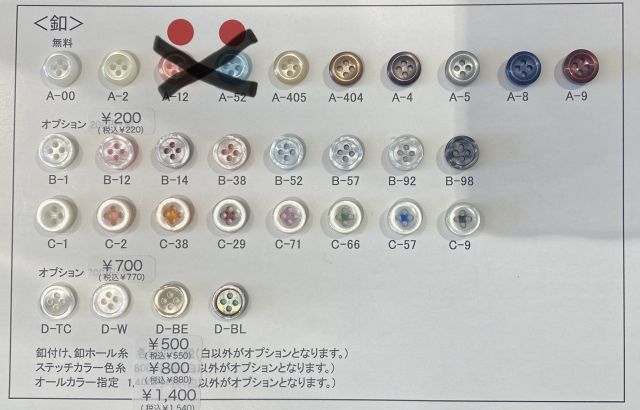 ＜釦＞
無料
A-00 A-2 A-12 A-52 A-405 A-404 A-4 A-5 A-8 A-9
オプション ￥200
(税込￥220)
B-1 B-12 B-14 B-38 B-52 B-57 B-92 B-98
C-1 C-2 C-38 C-29 C-71 C-66 C-57 C-9
オプション ￥700
(税込￥770)
D-TC D-W D-BE D-BL
釦付け、釦ホール糸 ￥500 (白以外がオプションとなります。)
(税込￥550)
ステッチカラー色糸 ￥800 以外がオプションとなります。)
(税込￥880)
オールカラー指定 以外がオプションとなります。)
￥1,400
(税込￥1,540)